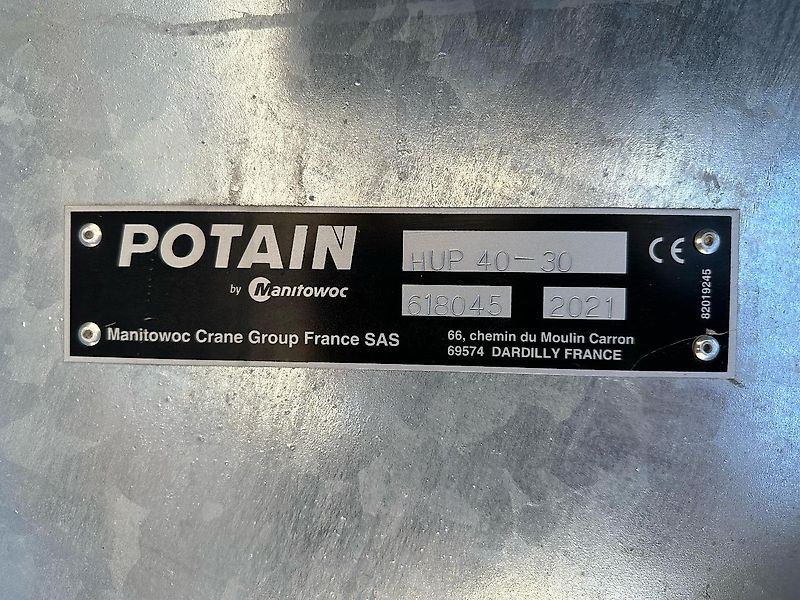 POTAIN
by Manitowoc
HUP 40-30
618045 2021
CE
82019245
Manitowoc Crane Group France SAS
66, chemin du Moulin Carron
69574 DARDILLY FRANCE